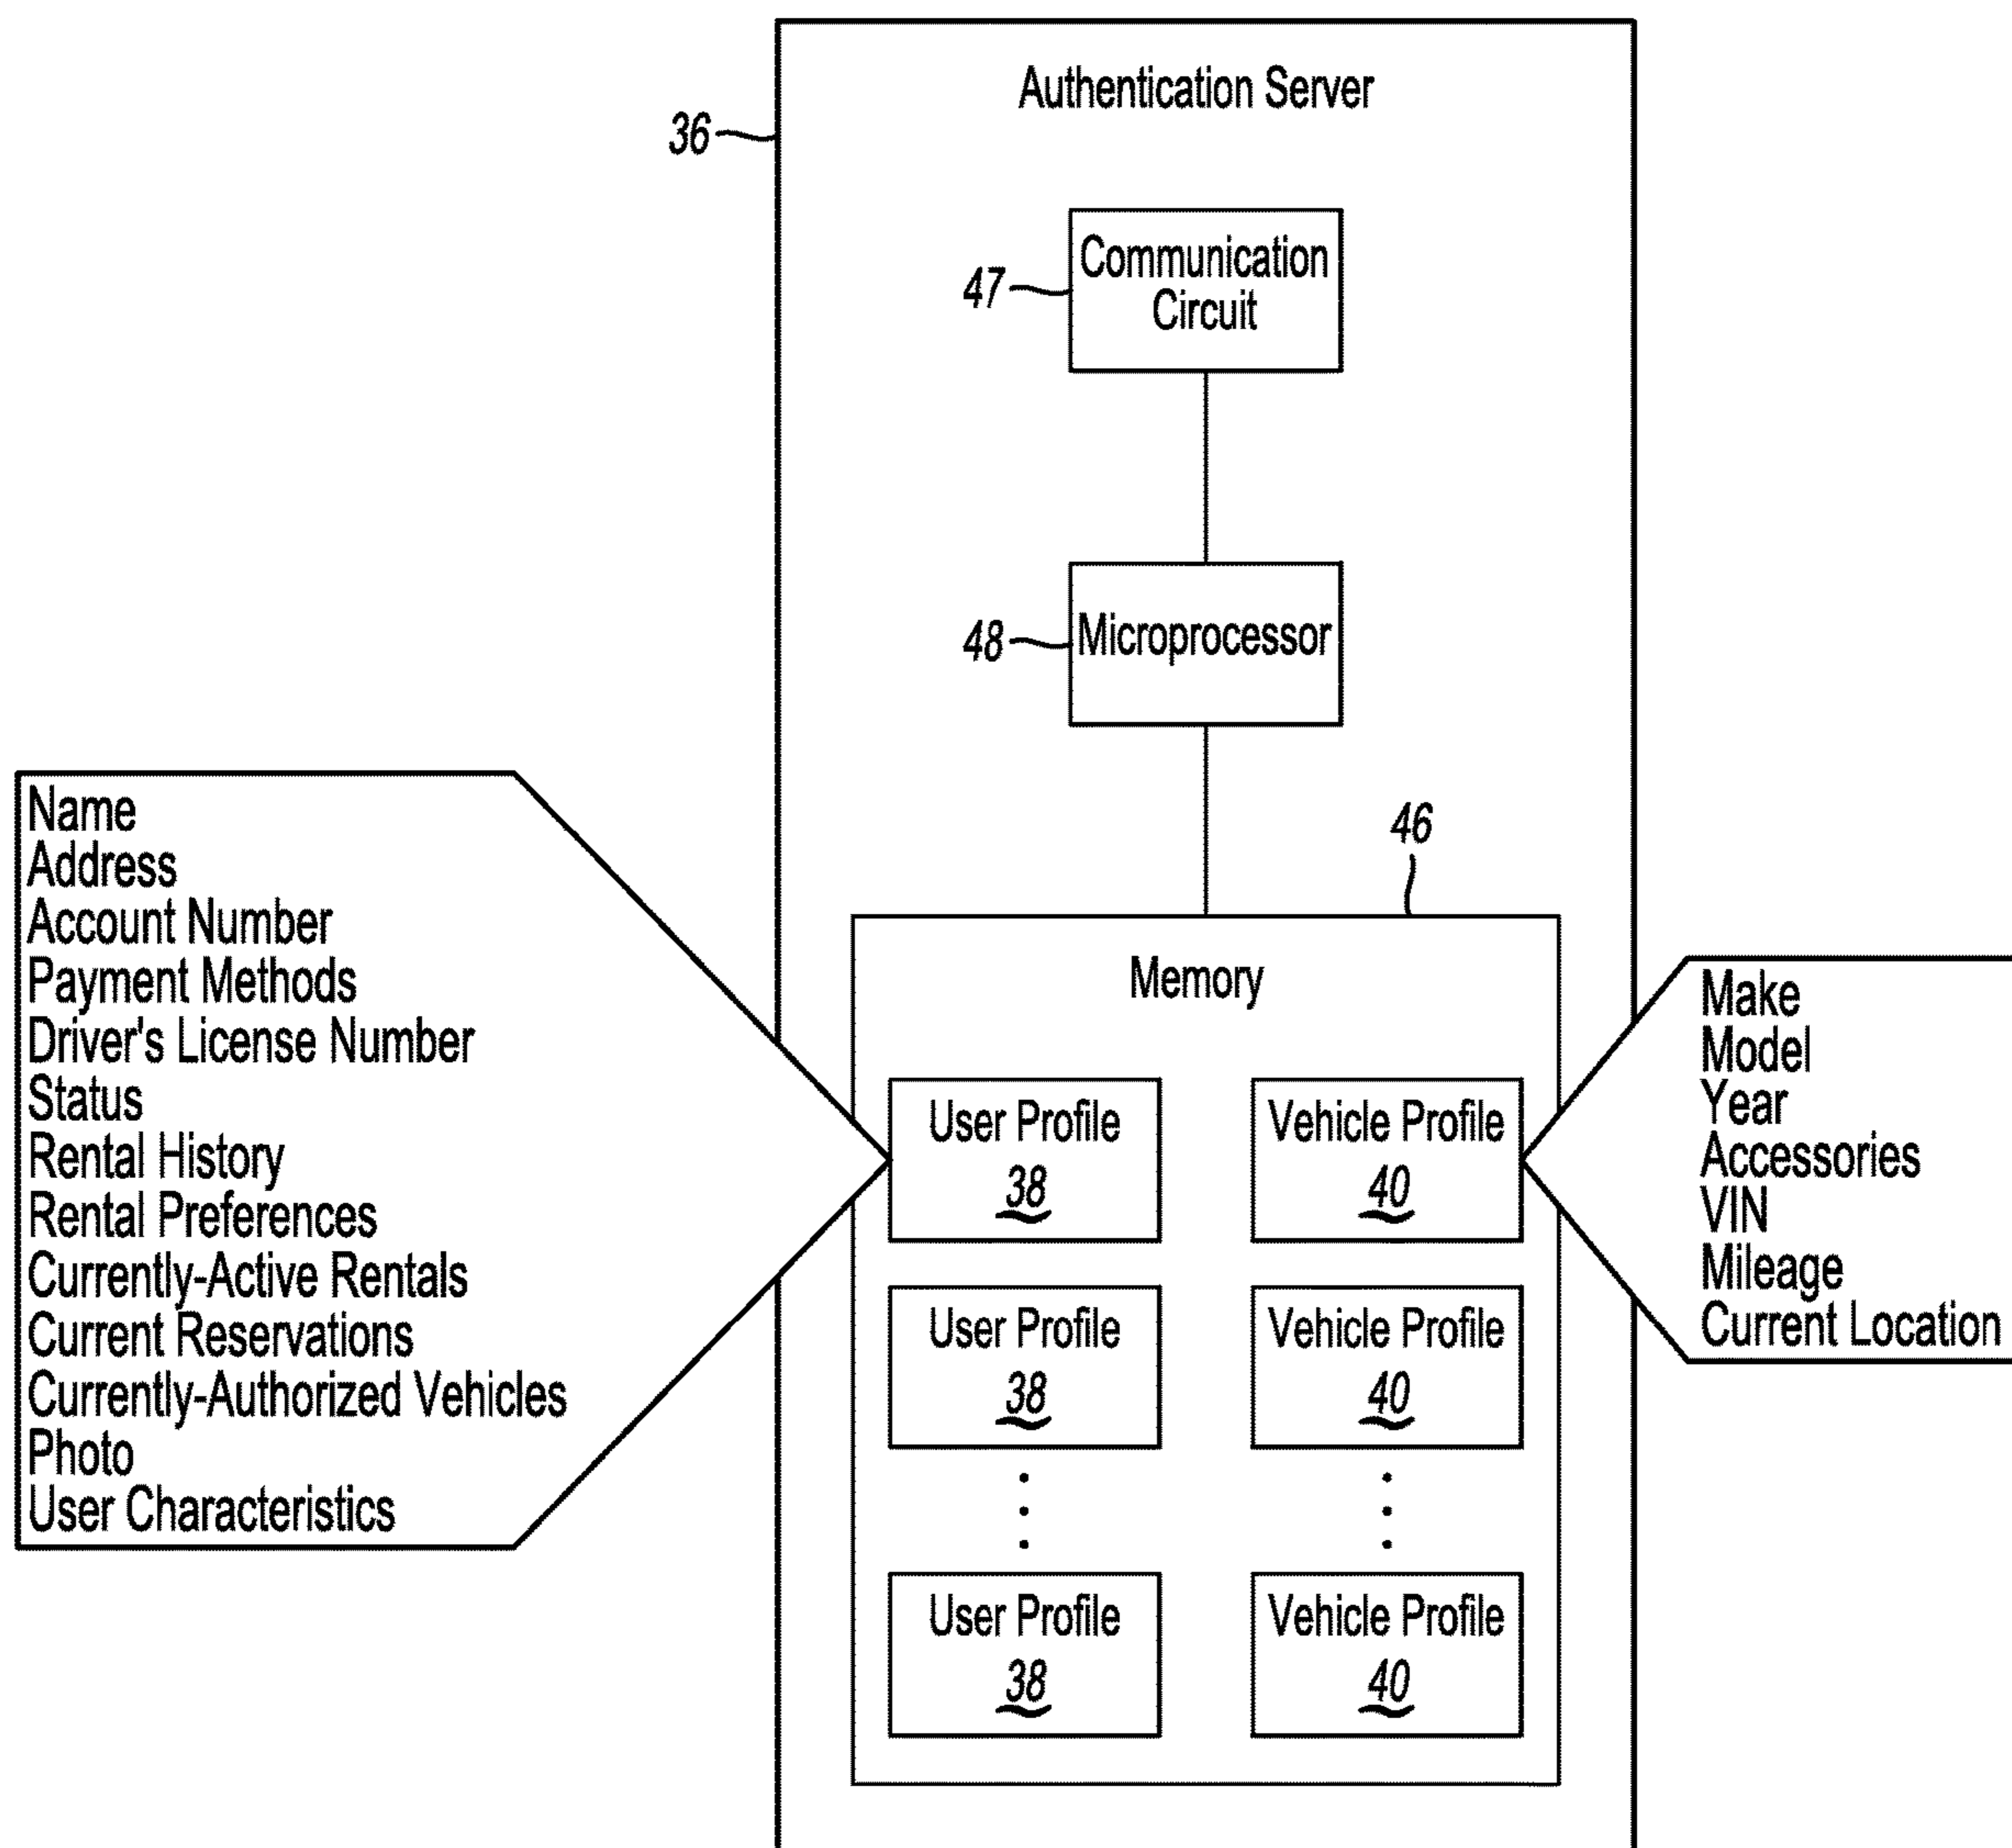 Authentication Server
36
Communication
Circuit
47
Microprocessor
48
46
Memory
Name
Address
Account Number
Payment Methods
Driver's License Number
Status
Rental History
Rental Preferences
Currently-Active Rentals
Current Reservations
Currently-Authorized Vehicles
Photo
User Characteristics
User Profile
38
Vehicle Profile
40
User Profile
38
Vehicle Profile
40
User Profile
38
Vehicle Profile
40
Make
Model
Year
Accessories
VIN
Mileage
Current Location